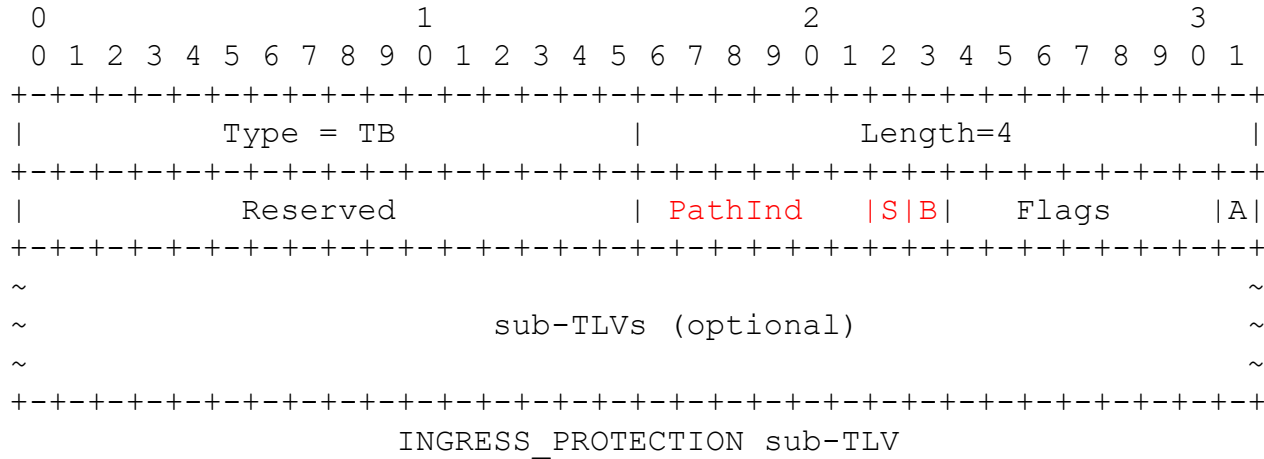 0                   1                   2                   3
 0 1 2 3 4 5 6 7 8 9 0 1 2 3 4 5 6 7 8 9 0 1 2 3 4 5 6 7 8 9 0 1
+-+-+-+-+-+-+-+-+-+-+-+-+-+-+-+-+-+-+-+-+-+-+-+-+-+-+-+-+-+-+-+-+
|          Type = TB            |           Length=4            |
+-+-+-+-+-+-+-+-+-+-+-+-+-+-+-+-+-+-+-+-+-+-+-+-+-+-+-+-+-+-+-+-+
|           Reserved            | PathInd   |S|B|   Flags     |A|
+-+-+-+-+-+-+-+-+-+-+-+-+-+-+-+-+-+-+-+-+-+-+-+-+-+-+-+-+-+-+-+-+
~                                                               ~
~                        sub-TLVs (optional)                    ~
~                                                               ~
+-+-+-+-+-+-+-+-+-+-+-+-+-+-+-+-+-+-+-+-+-+-+-+-+-+-+-+-+-+-+-+-+
                    INGRESS_PROTECTION sub-TLV